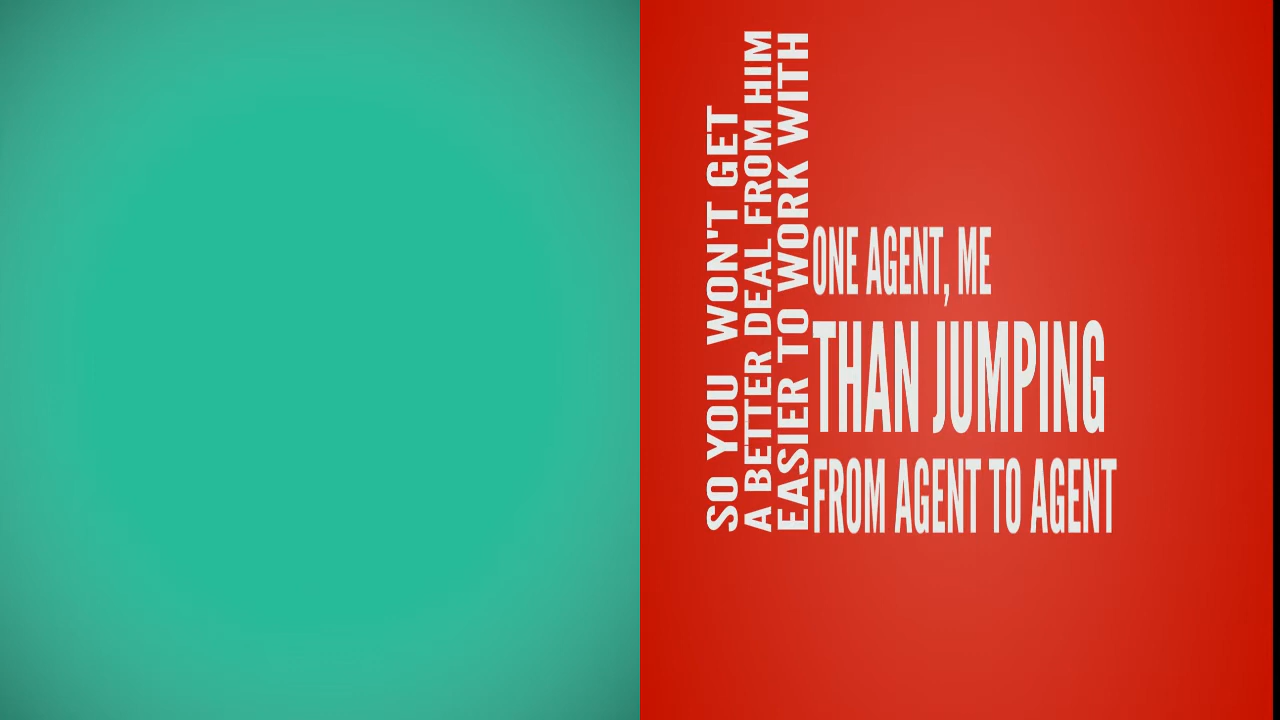 SO YOU WON'T GET
A BETTER DEAL FROM HIM
EASIER TO WORK WITH
ONE AGENT, ME
THAN JUMPING
FROM AGENT TO AGENT